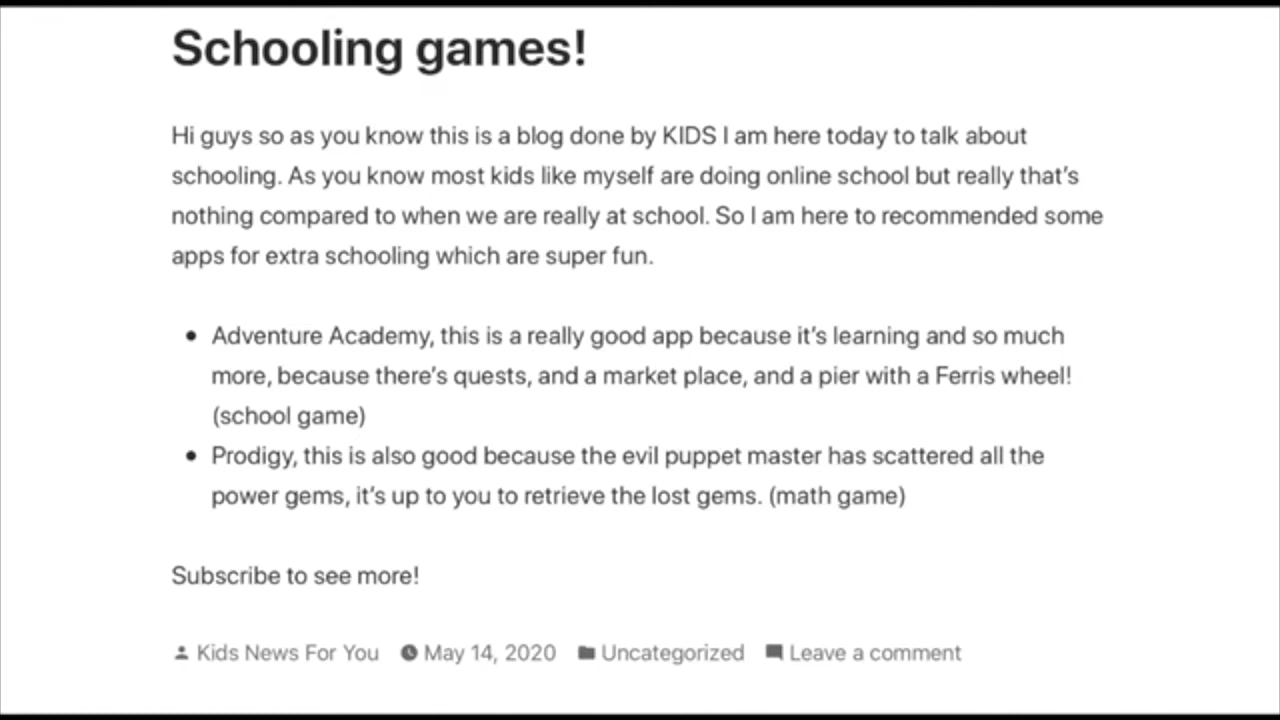 Schooling games!
Hi guys so as you know this is a blog done by KIDS I am here today to talk about
schooling. As you know most kids like myself are doing online school but really that’s
nothing compared to when we are really at school. So I am here to recommended some
apps for extra schooling which are super fun.
• Adventure Academy, this is a really good app because it’s learning and so much
more, because there’s quests, and a market place, and a pier with a Ferris wheel!
(school game)
• Prodigy, this is also good because the evil puppet master has scattered all the
power gems, it’s up to you to retrieve the lost gems. (math game)
Subscribe to see more!
Kids News For You May 14, 2020 Uncategorized Leave a comment